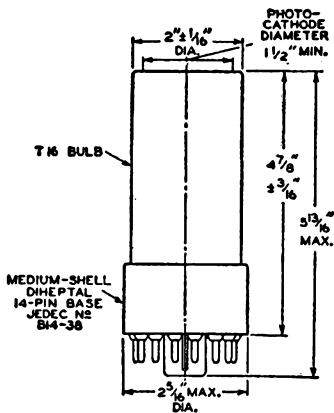 PHOTO-
CATHODE
DIAMETER
1 1/2" MIN.
2" ± 1/16"
DIA.
T16 BULB
4 7/8"
± 3/16"
5 13/16"
MAX.
MEDIUM-SHELL
DIHEPTAL
14-PIN BASE
JEDEC Nº
B14-38
2 5/16" MAX.
DIA.